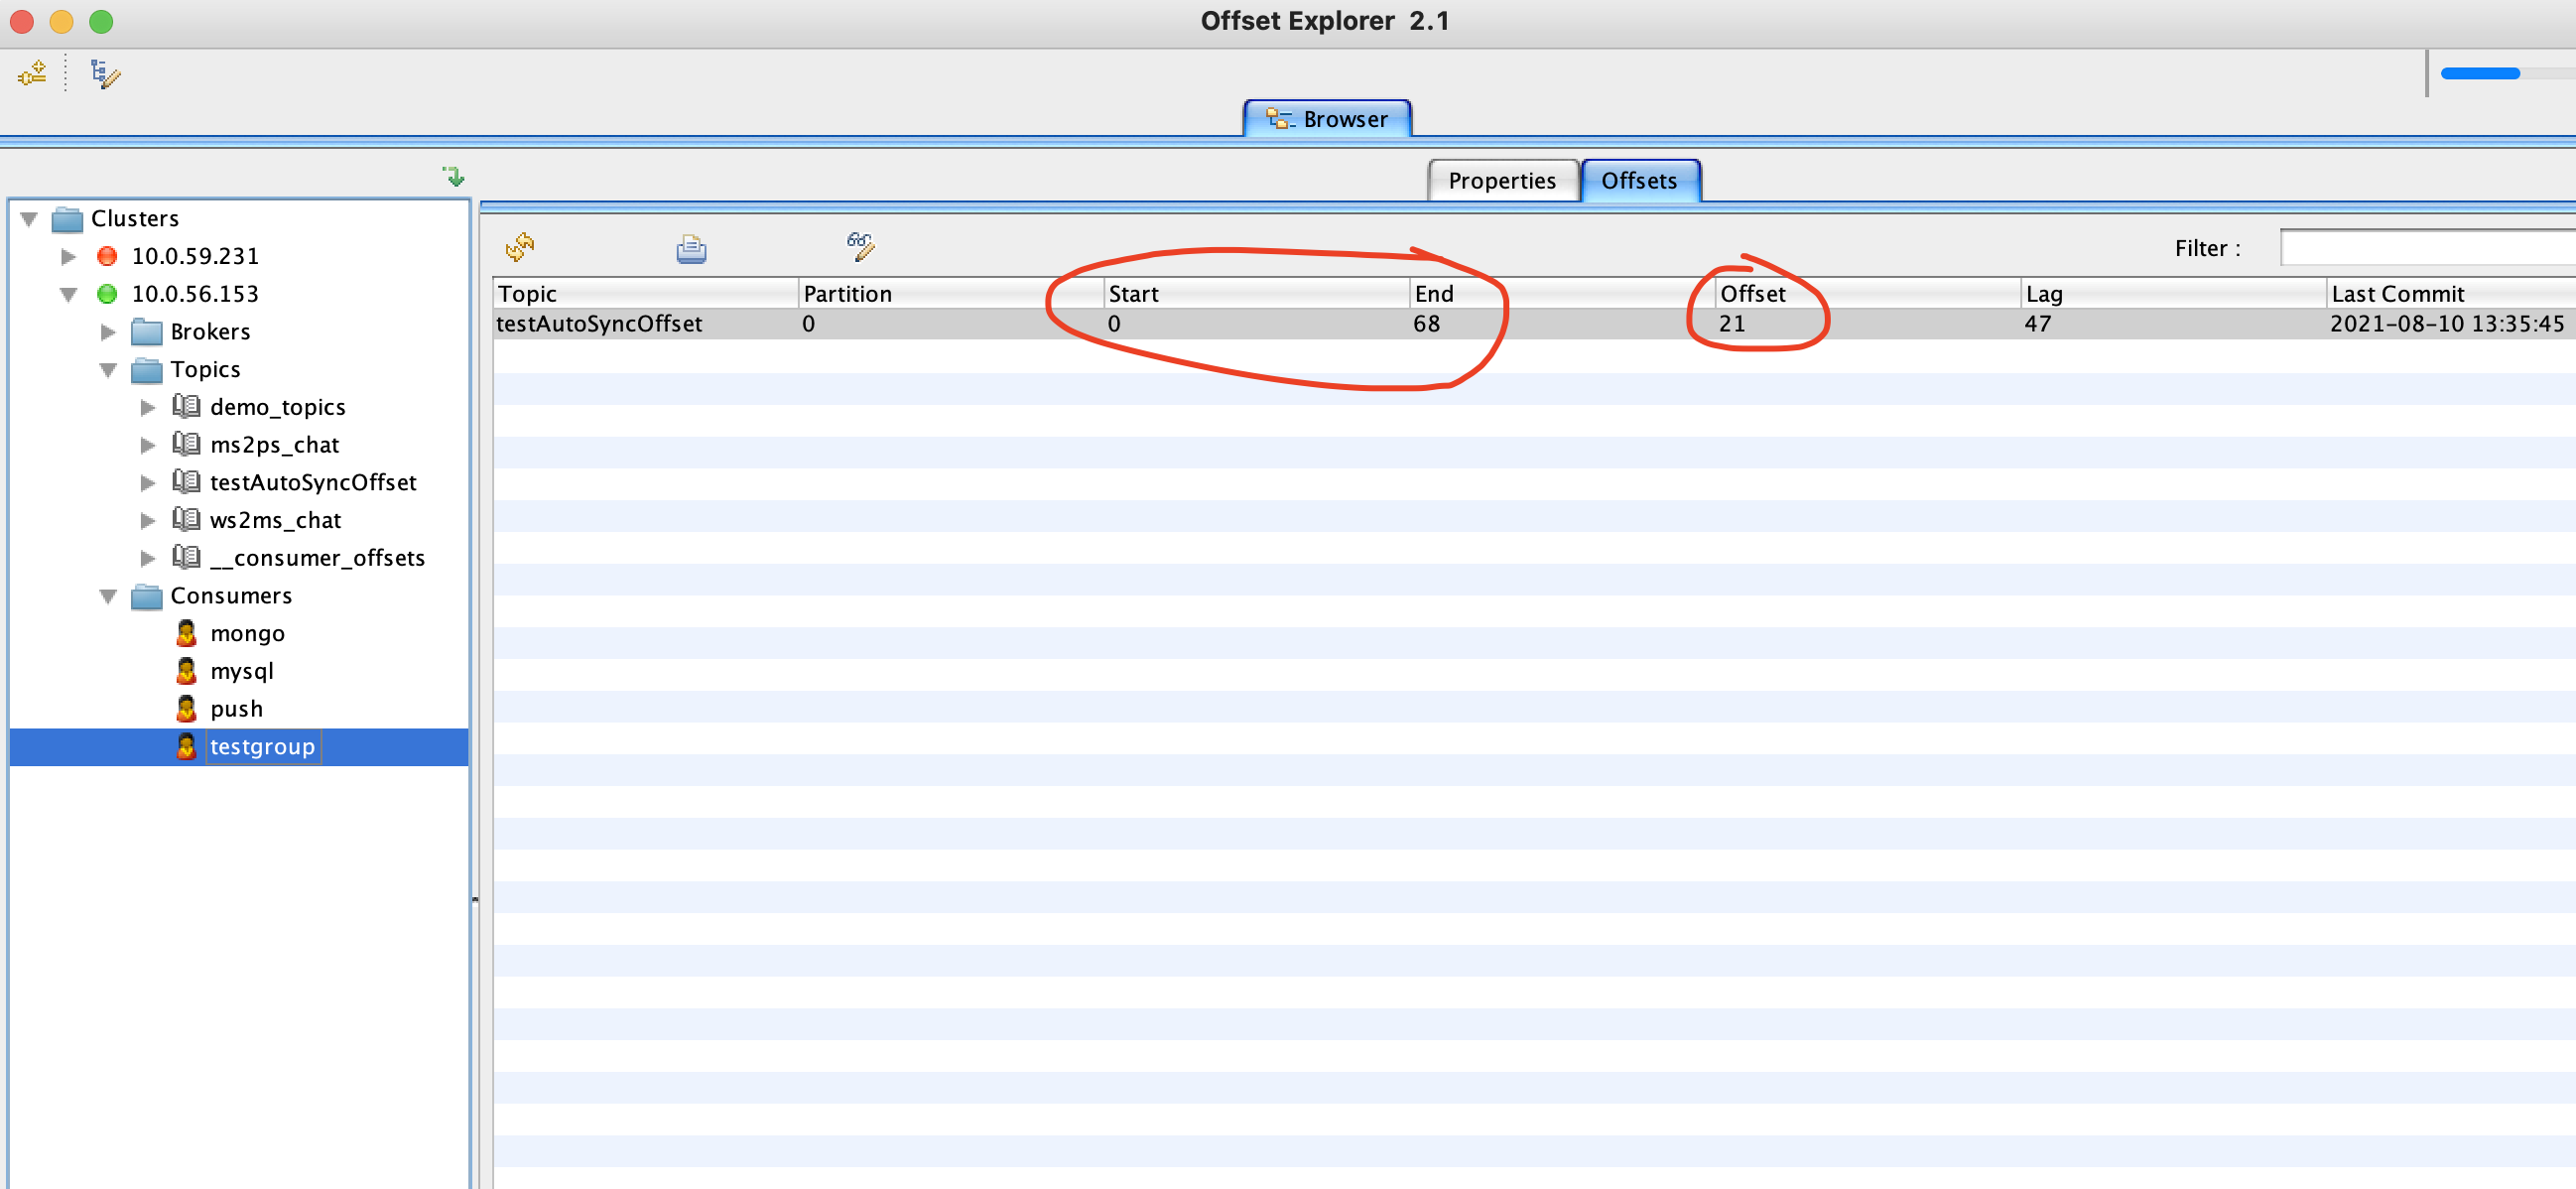 Offset Explorer 2.1
Browser
Properties Offsets
Filter :
Clusters
10.0.59.231
10.0.56.153
Brokers
Topics
demo_topics
ms2ps_chat
testAutoSyncOffset
ws2ms_chat
__consumer_offsets
Consumers
mongo
mysql
push
testgroup
Topic Partition Start End Offset Lag Last Commit
testAutoSyncOffset 0 0 68 21 47 2021-08-10 13:35:45